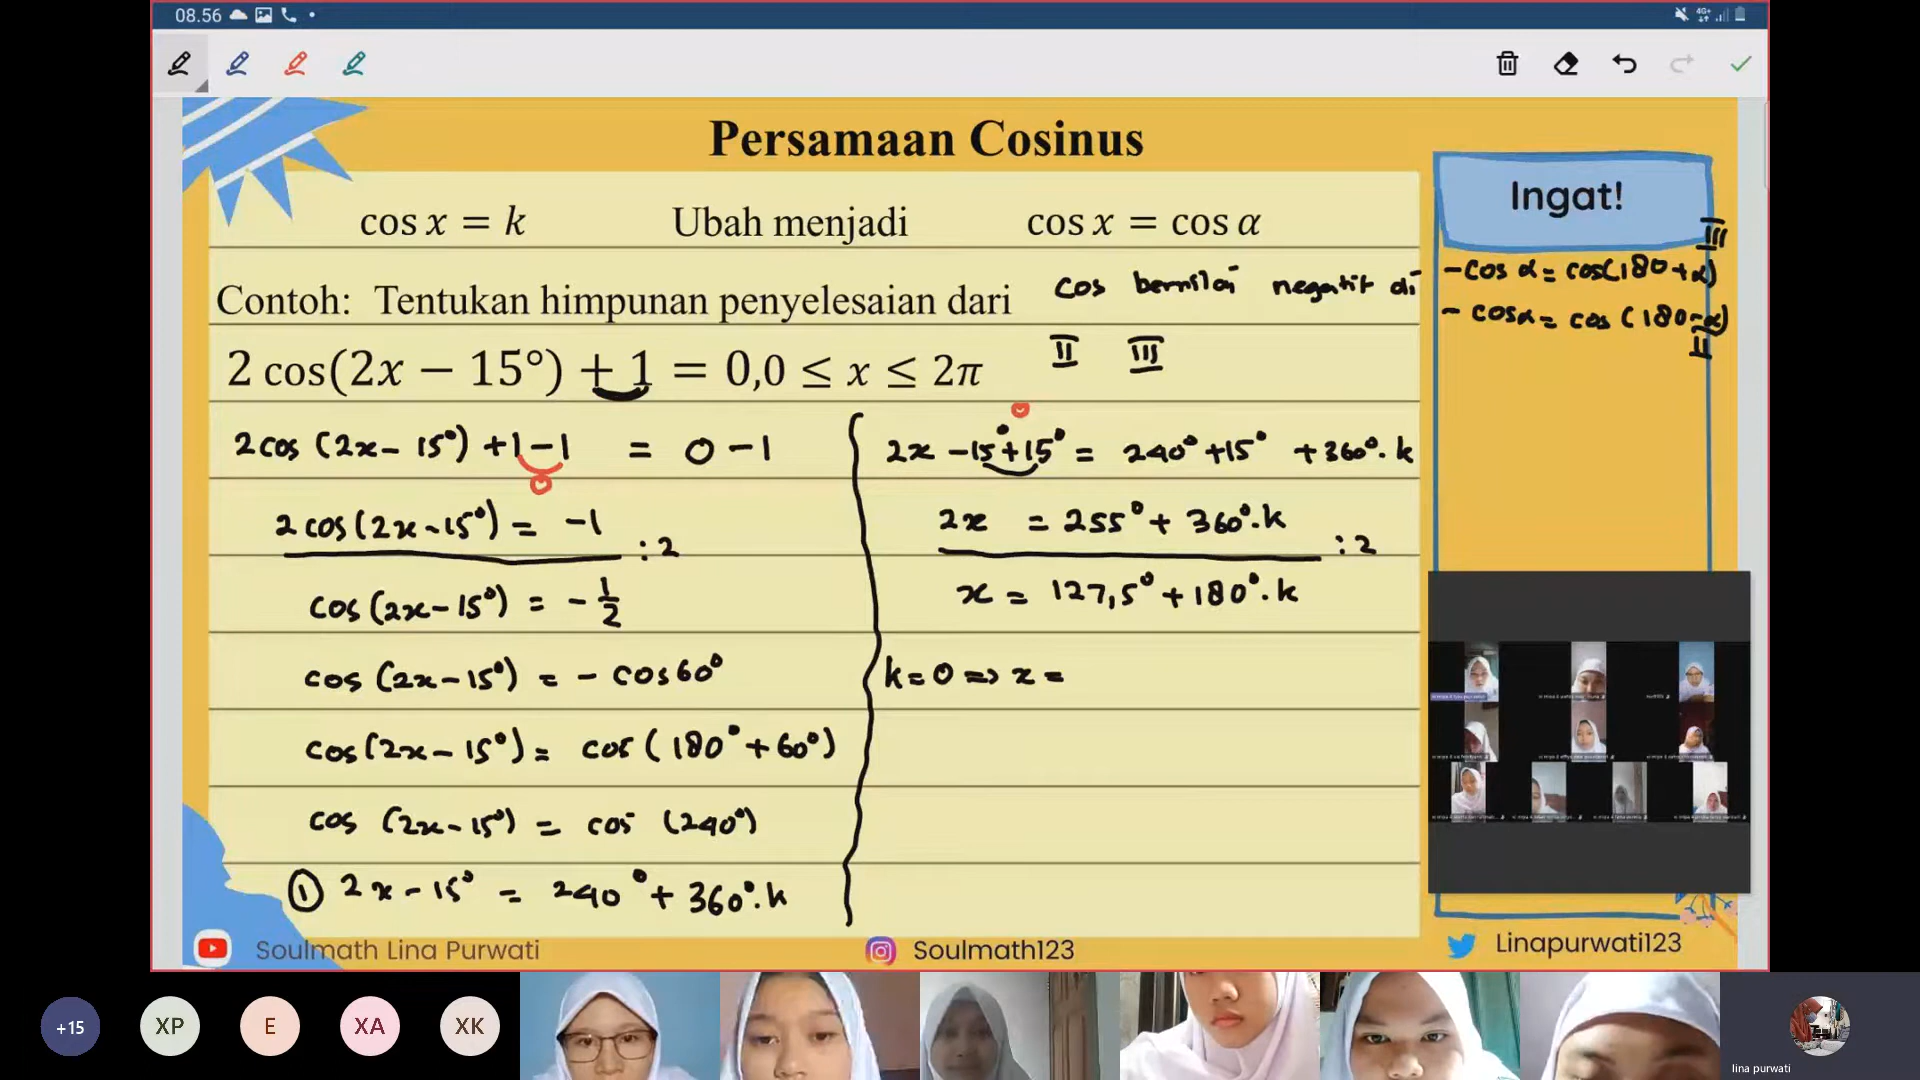 08.56
4G+
Persamaan Cosinus
cos x = k Ubah menjadi cos x = cos α
Contoh: Tentukan himpunan penyelesaian dari
2 cos(2x − 15°) + 1 = 0,0 ≤ x ≤ 2π
cos bernilai negatif di
II III
2 cos (2x − 15°) + 1 − 1 = 0 − 1
2 cos (2x − 15°) = −1 : 2
cos (2x − 15°) = − 1/2
cos (2x − 15°) = − cos 60°
cos (2x − 15°) = cos (180° + 60°)
cos (2x − 15°) = cos (240°)
① 2x − 15° = 240° + 360°. k
2x − 15° + 15° = 240° + 15° + 360°. k
2x = 255° + 360°. k : 2
x = 127,5° + 180°. k
k = 0 => x =
Ingat!
III
− cos α = cos (180 + α)
− cos α = cos (180 − α)
II
Soulmath Lina Purwati
Soulmath123
Linapurwati123
+15
XP
E
XA
XK
lina purwati